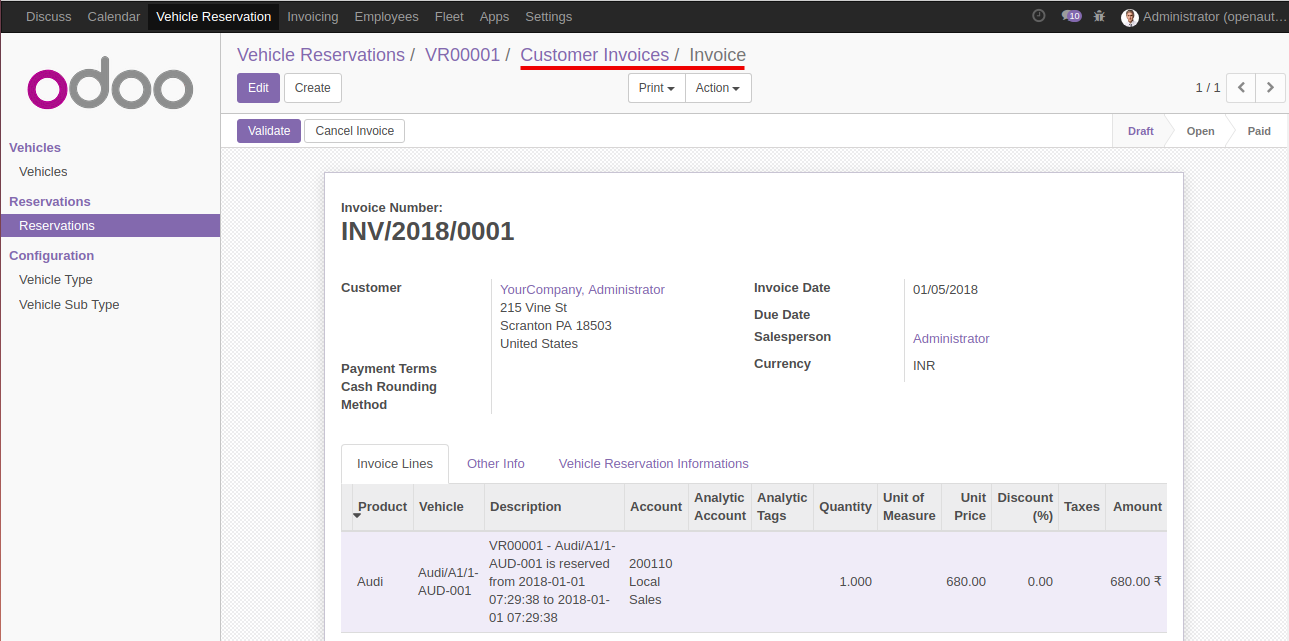 Discuss Calendar Vehicle Reservation Invoicing Employees Fleet Apps Settings 10 Administrator (openaut...
odoo
Vehicles
Vehicles
Reservations
Reservations
Configuration
Vehicle Type
Vehicle Sub Type
Vehicle Reservations / VR00001 / Customer Invoices / Invoice
Edit Create Print Action 1 / 1
Validate Cancel Invoice Draft Open Paid
Invoice Number:
INV/2018/0001
Customer
YourCompany, Administrator
215 Vine St
Scranton PA 18503
United States
Payment Terms
Cash Rounding
Method
Invoice Date 01/05/2018
Due Date
Salesperson Administrator
Currency INR
Invoice Lines Other Info Vehicle Reservation Informations
Product Vehicle Description Account Analytic Account Analytic Tags Quantity Unit of Measure Unit Price Discount (%) Taxes Amount
Audi
Audi/A1/1-
AUD-001
VR00001 - Audi/A1/1-
AUD-001 is reserved
from 2018-01-01
07:29:38 to 2018-01-
01 07:29:38
200110
Local
Sales
1.000 680.00 0.00 680.00 ₹